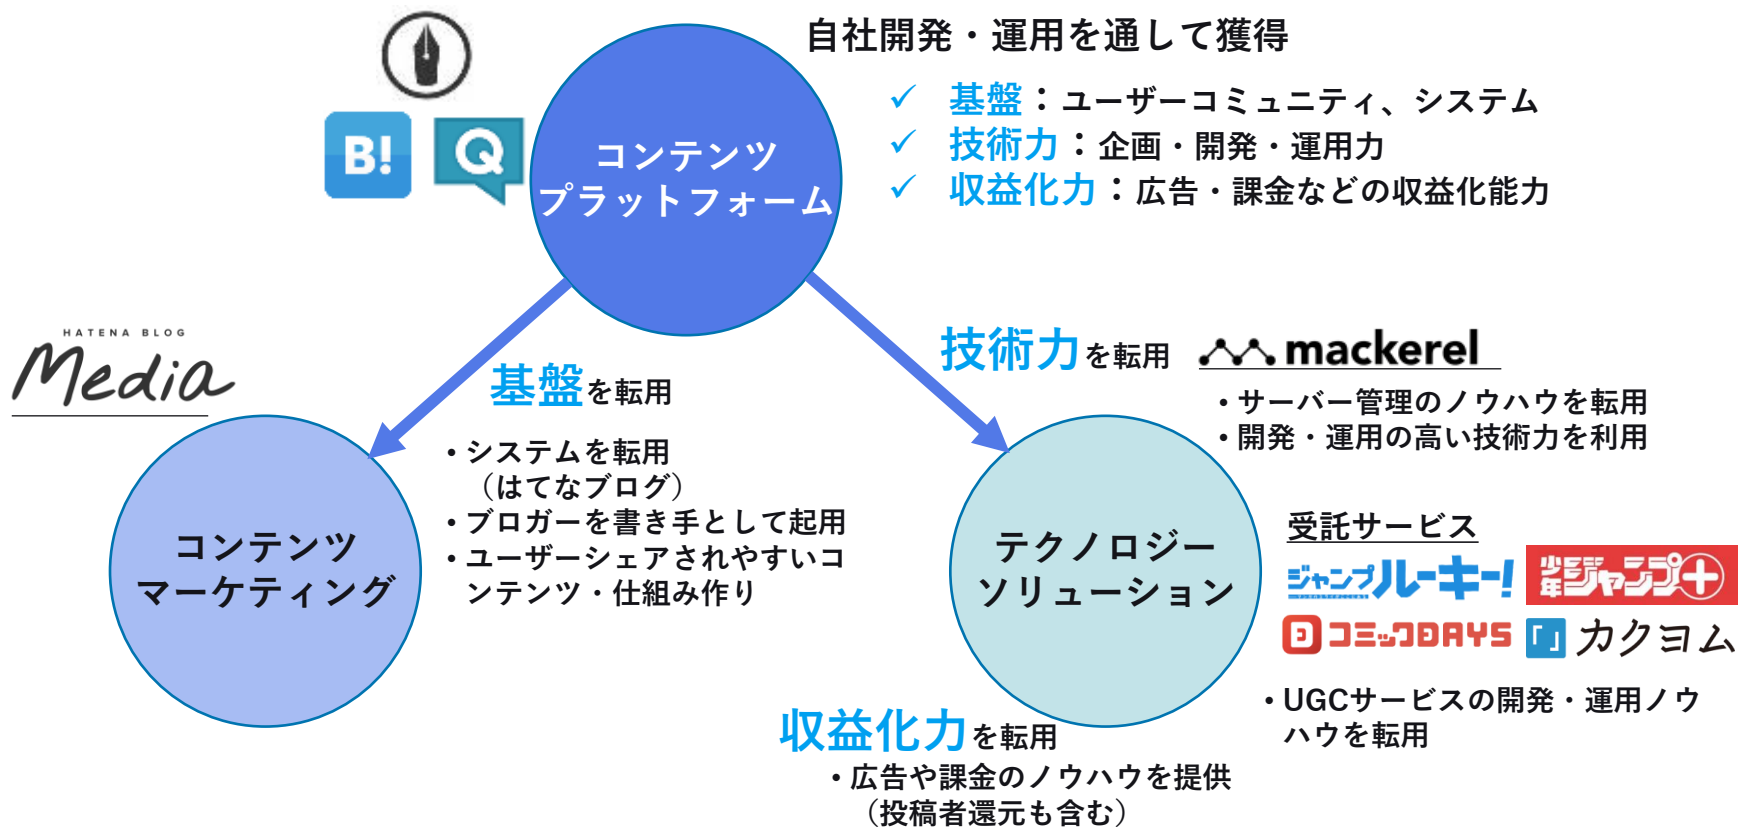 自社開発・運用を通して獲得
✓ 基盤：ユーザーコミュニティ、システム
✓ 技術力：企画・開発・運用力
✓ 収益化力：広告・課金などの収益化能力
B!
Q
コンテンツ
プラットフォーム
HATENA BLOG
Media
基盤を転用
・システムを転用
（はてなブログ）
・ブロガーを書き手として起用
・ユーザーシェアされやすいコ
ンテンツ・仕組み作り
コンテンツ
マーケティング
技術力を転用
mackerel
・サーバー管理のノウハウを転用
・開発・運用の高い技術力を利用
テクノロジー
ソリューション
受託サービス
ジャンプルーキー!
少年ジャンプ＋
コミックDAYS
「」カクヨム
・UGCサービスの開発・運用ノウ
ハウを転用
収益化力を転用
・広告や課金のノウハウを提供
（投稿者還元も含む）